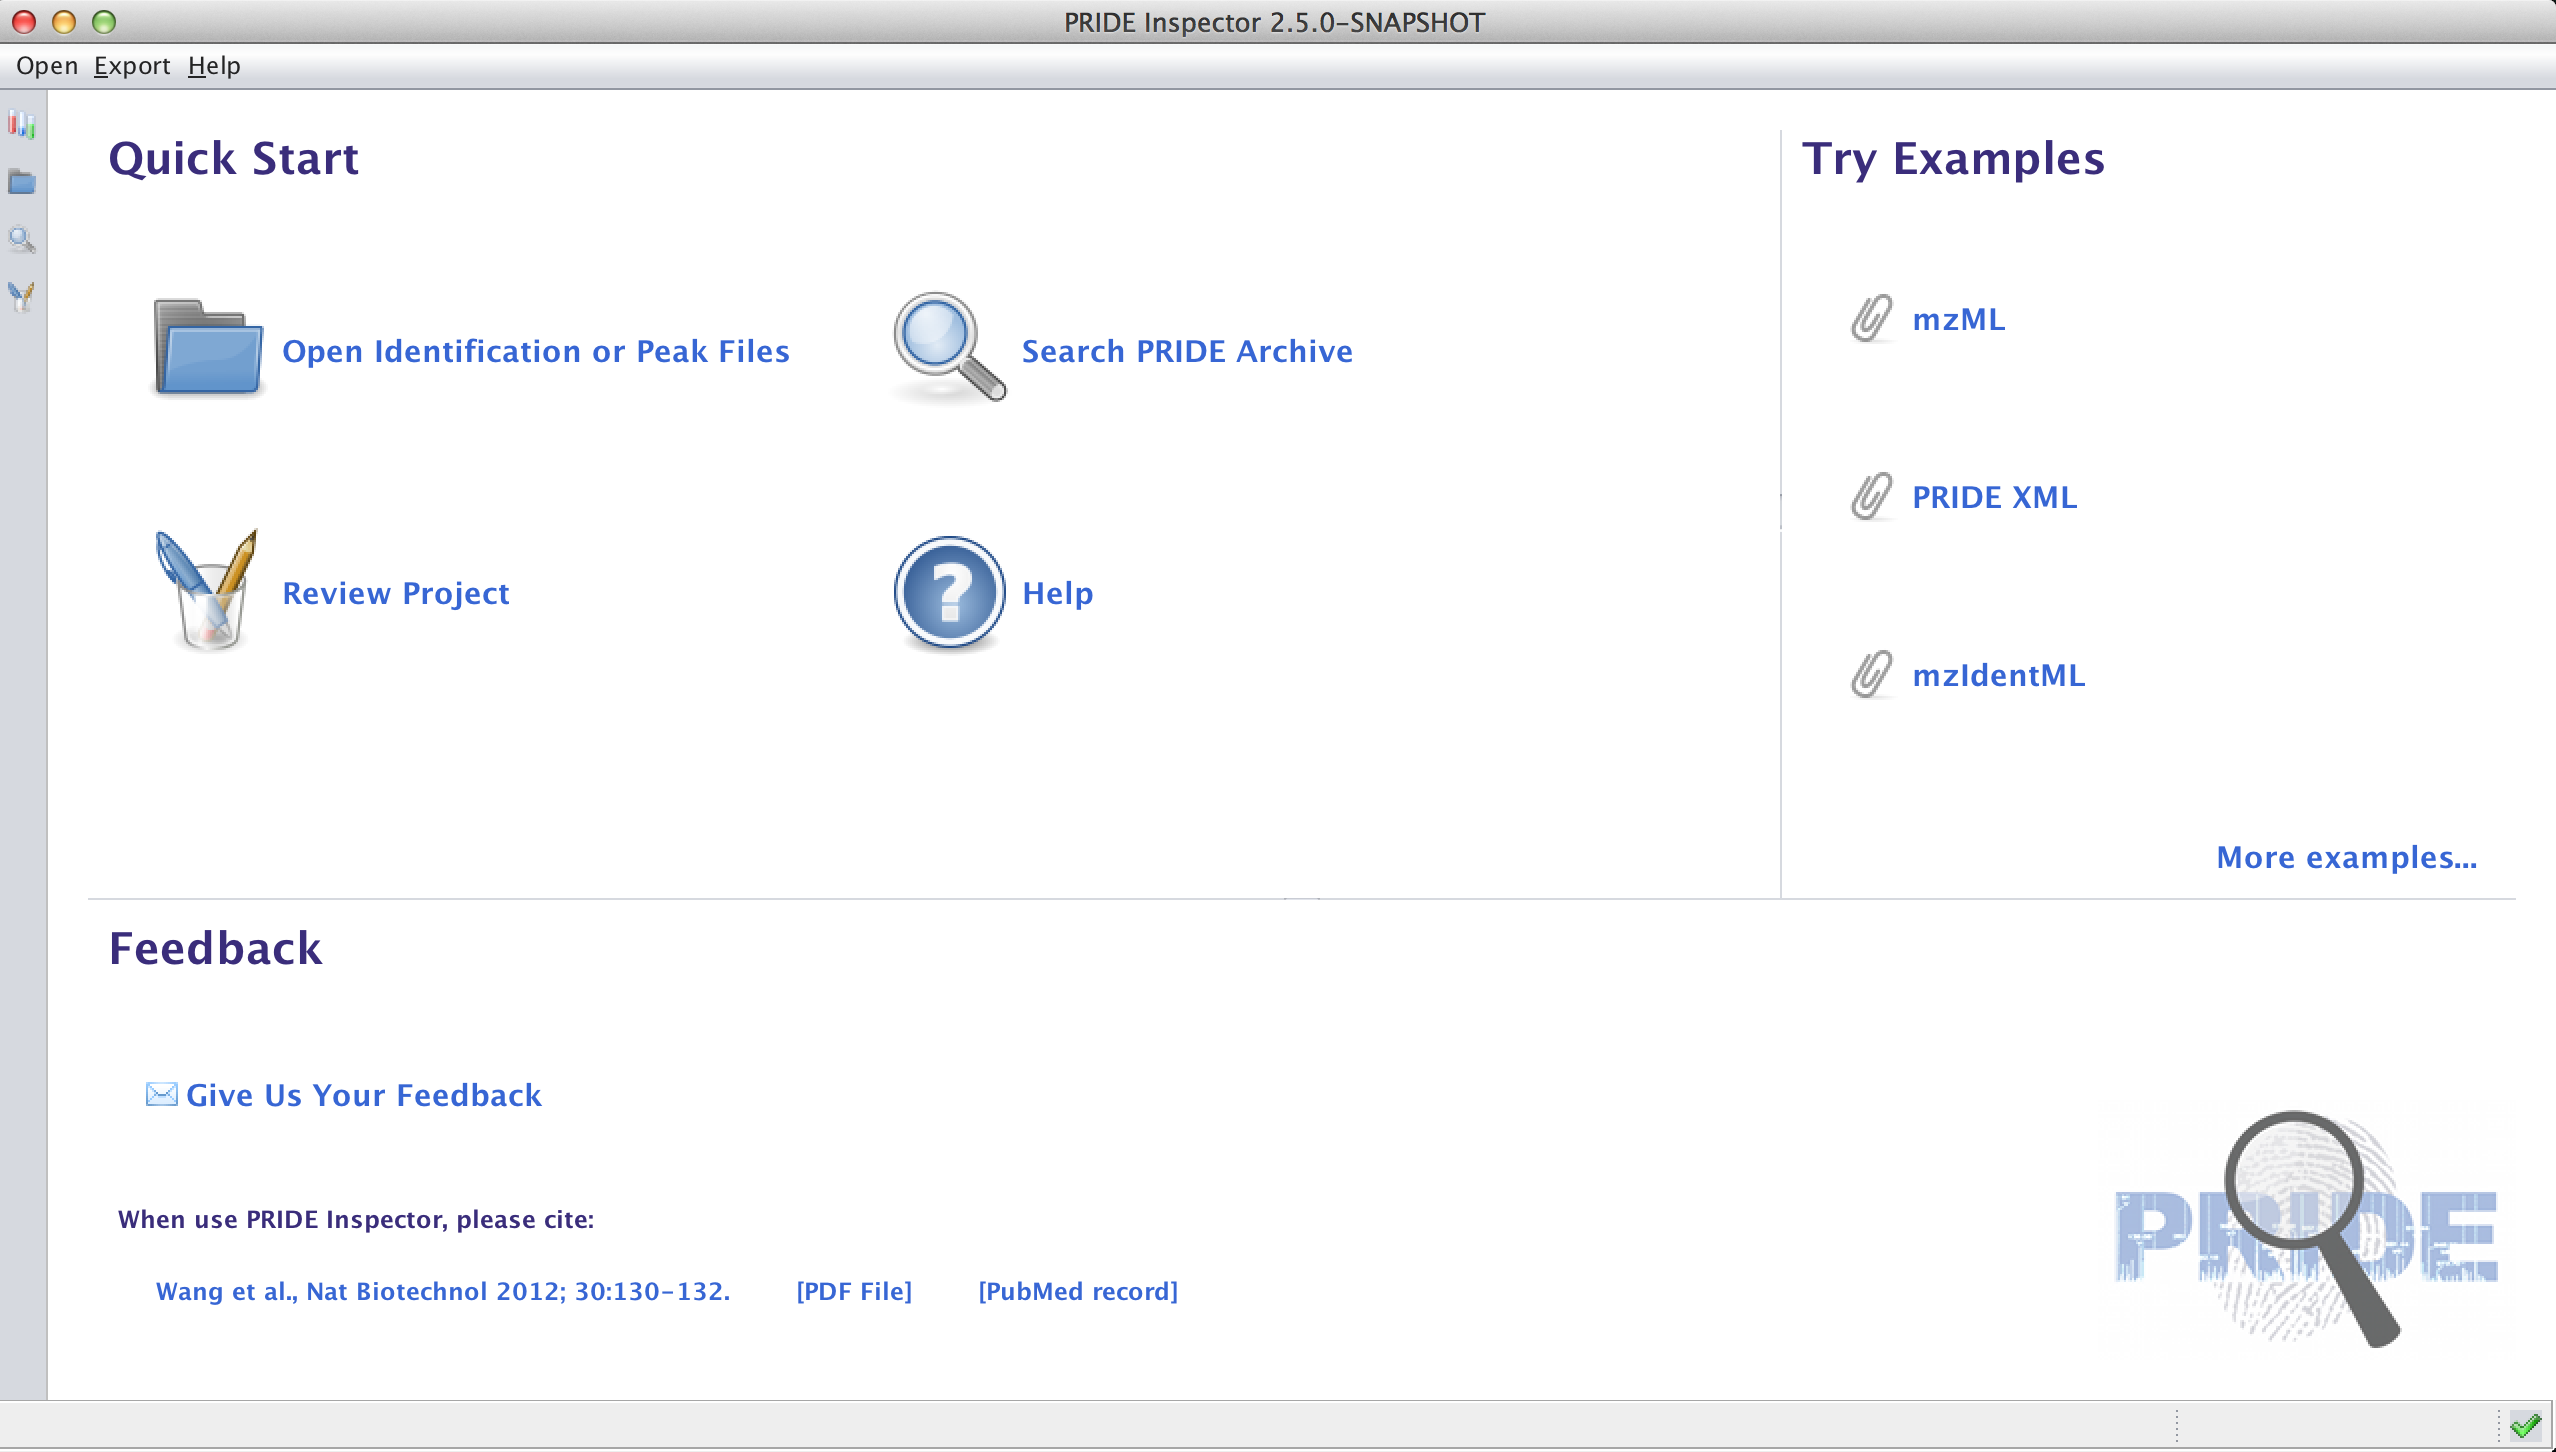 PRIDE Inspector 2.5.0-SNAPSHOT
Open Export Help
Quick Start
Open Identification or Peak Files
Search PRIDE Archive
Review Project
Help
Try Examples
mzML
PRIDE XML
mzIdentML
More examples...
Feedback
Give Us Your Feedback
When use PRIDE Inspector, please cite:
Wang et al., Nat Biotechnol 2012; 30:130-132. [PDF File] [PubMed record]
PRIDE